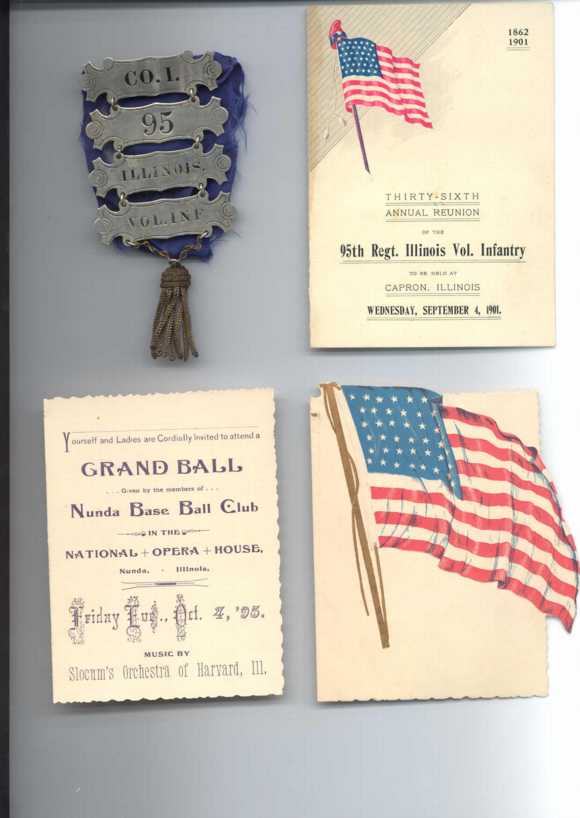 CO. I.
95
ILLINOIS.
VOL. INF
1862
1901
THIRTY-SIXTH
ANNUAL REUNION
OF THE
95th Regt. Illinois Vol. Infantry
TO BE HELD AT
CAPRON, ILLINOIS
WEDNESDAY, SEPTEMBER 4, 1901.
Yourself and Ladies are Cordially Invited to attend a
GRAND BALL
. . . Given by the members of . . .
Nunda Base Ball Club
IN THE
NATIONAL + OPERA + HOUSE,
Nunda, - Illinois,
Friday Eve., Oct. 4, '95.
MUSIC BY
Slocum's Orchestra of Harvard, Ill.